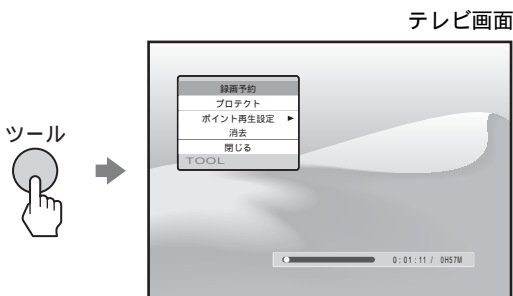 テレビ画面
録画予約
プロテクト
ポイント再生設定 ▶
消去
閉じる
TOOL
ツール
0:01:11 / 0H57M